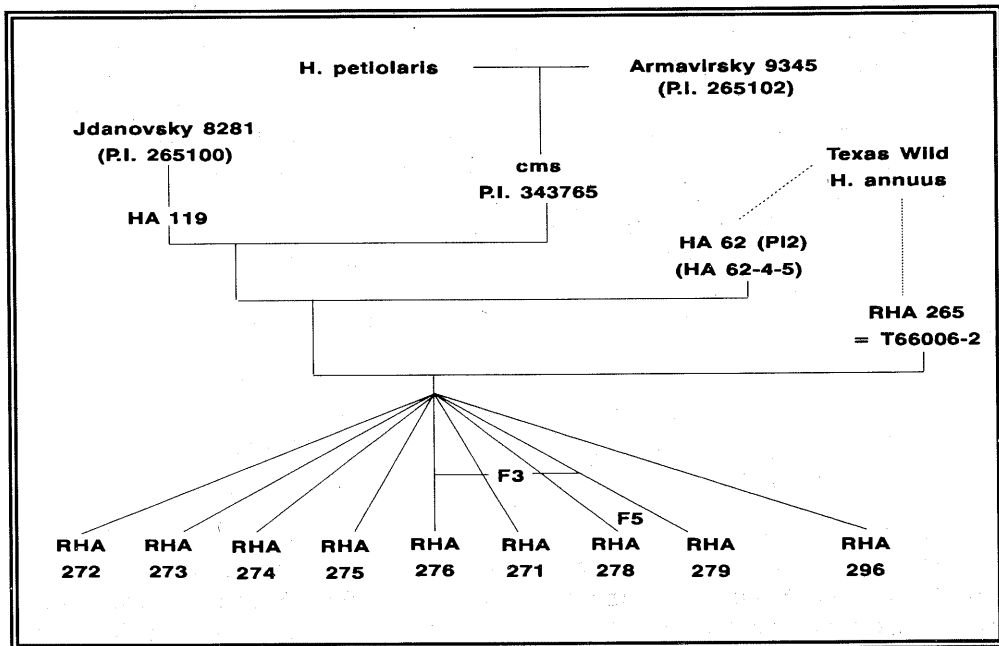 H. petiolaris
Armavirsky 9345
(P.I. 265102)
Jdanovsky 8281
(P.I. 265100)
cms
P.I. 343765
Texas Wild
H. annuus
HA 119
HA 62 (Pl2)
(HA 62-4-5)
RHA 265
= T66006-2
F3
F5
RHA
272
RHA
273
RHA
274
RHA
275
RHA
276
RHA
271
RHA
278
RHA
279
RHA
296